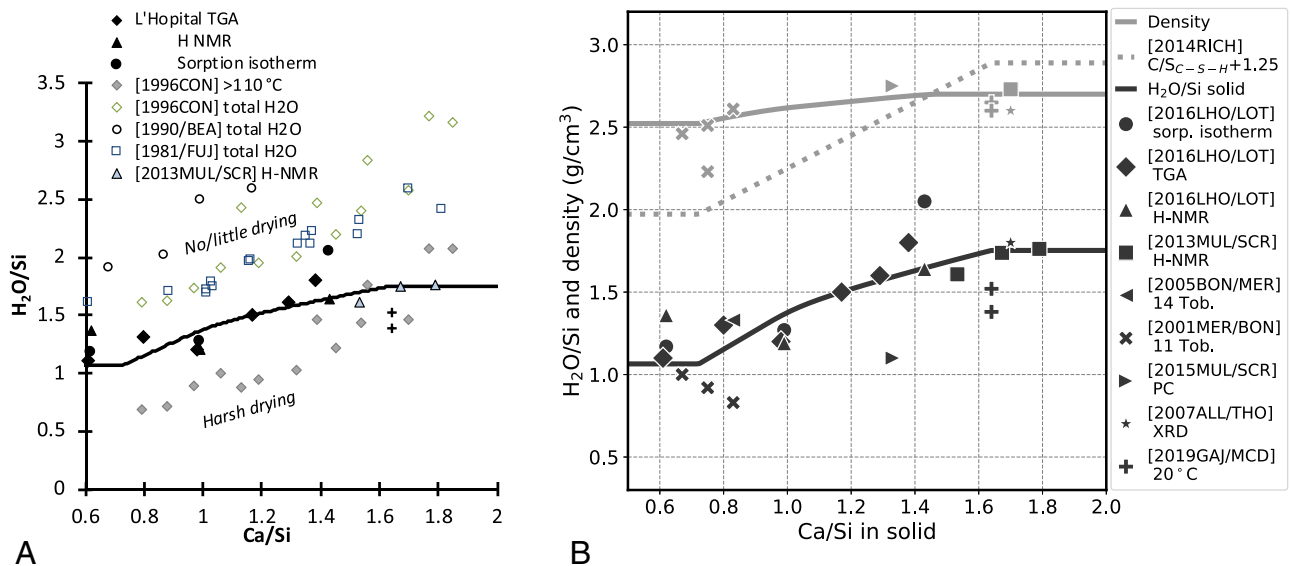 L'Hopital TGA
H NMR
Sorption isotherm
[1996CON] >110 °C
[1996CON] total H2O
[1990/BEA] total H2O
[1981/FUJ] total H2O
[2013MUL/SCR] H-NMR
No/little drying
Harsh drying
H₂O/Si
3.5
3
2.5
2
1.5
1
0.5
0
0.6
0.8
1
1.2
1.4
1.6
1.8
2
Ca/Si
A
H₂O/Si and density (g/cm³)
3.0
2.5
2.0
1.5
1.0
0.5
0.6
0.8
1.0
1.2
1.4
1.6
1.8
2.0
Ca/Si in solid
B
Density
[2014RICH]
C/S_C−S−H+1.25
H₂O/Si solid
[2016LHO/LOT]
sorp. isotherm
[2016LHO/LOT]
TGA
[2016LHO/LOT]
H-NMR
[2013MUL/SCR]
H-NMR
[2005BON/MER]
14 Tob.
[2001MER/BON]
11 Tob.
[2015MUL/SCR]
PC
[2007ALL/THO]
XRD
[2019GAJ/MCD]
20°C